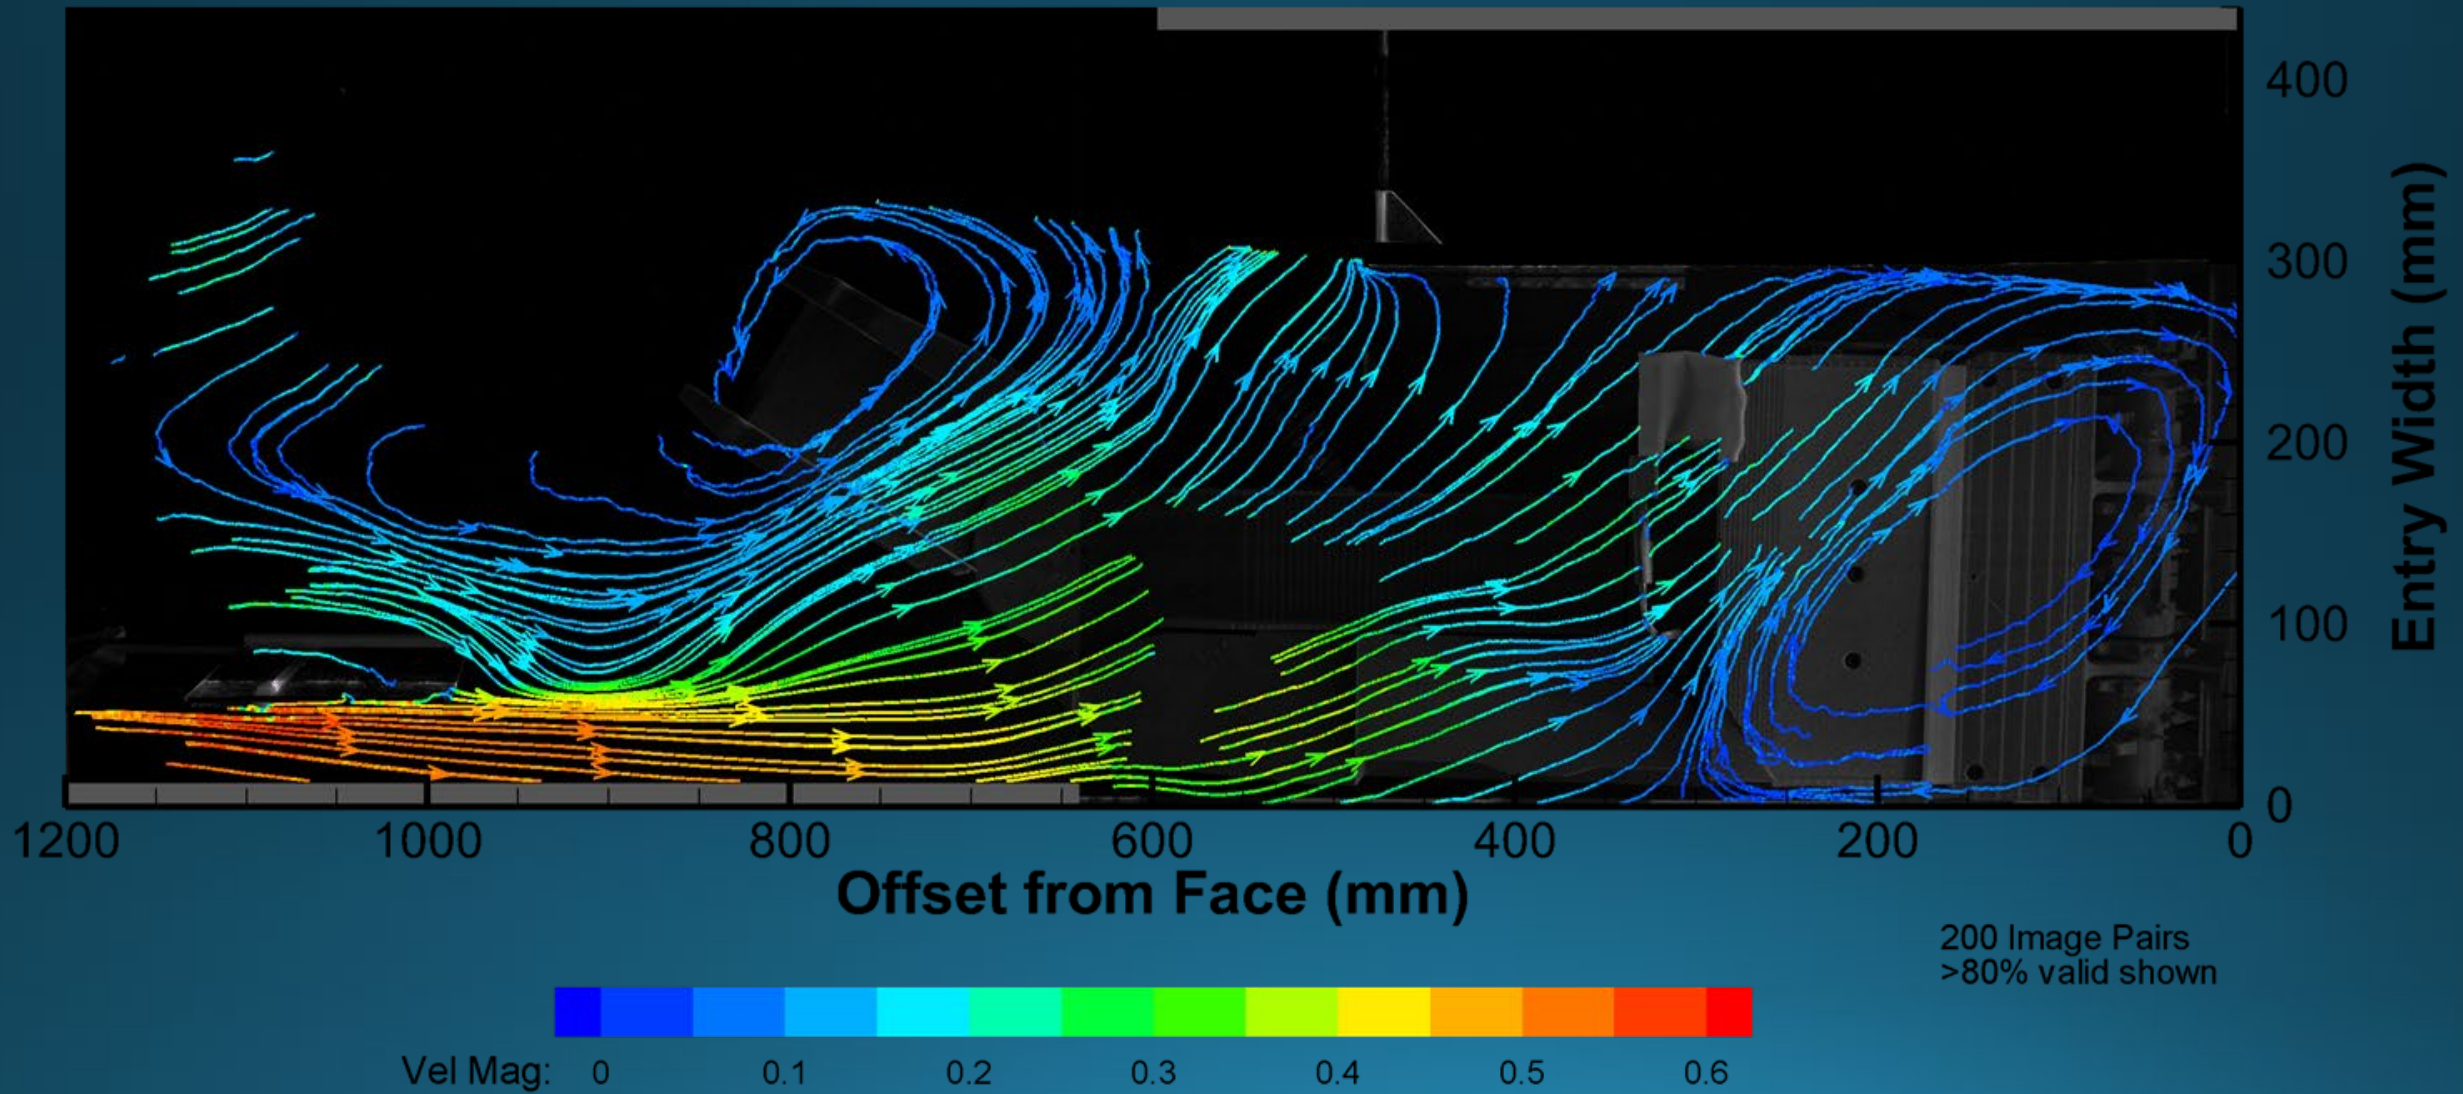 400
300
200
100
0
Entry Width (mm)
1200 1000 800 600 400 200 0
Offset from Face (mm)
200 Image Pairs
>80% valid shown
Vel Mag: 0 0.1 0.2 0.3 0.4 0.5 0.6